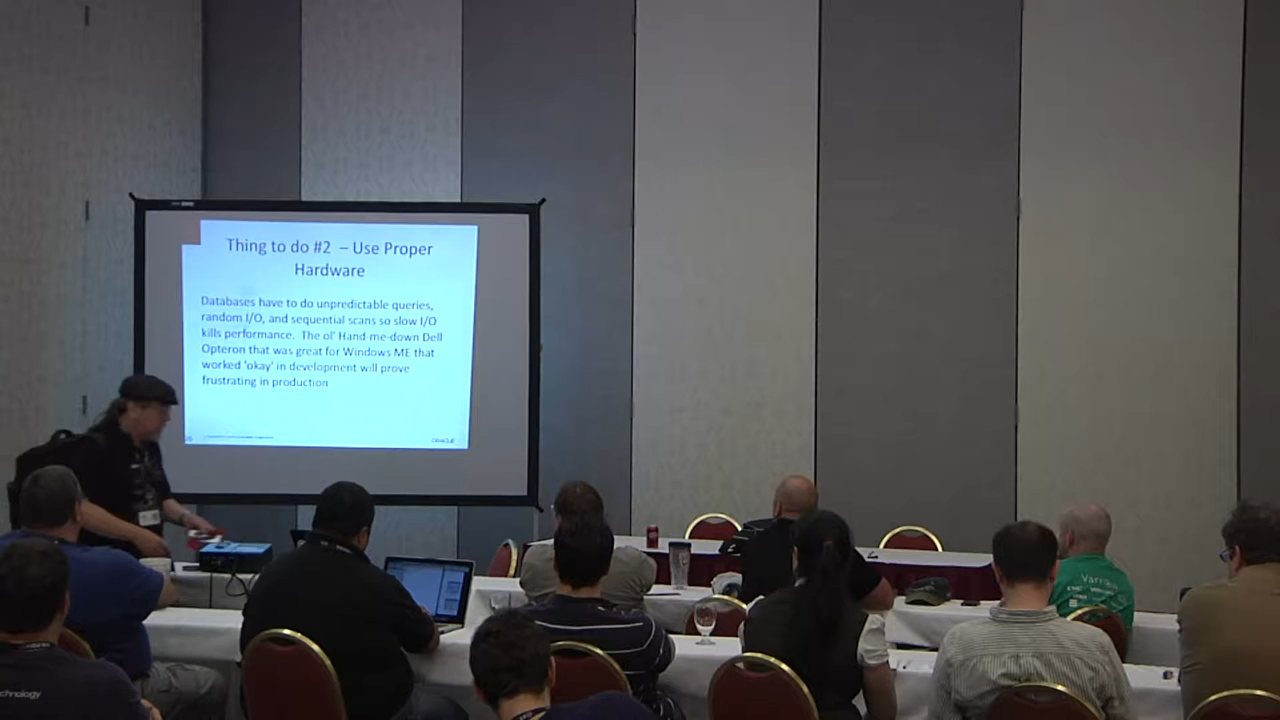 Thing to do #2 – Use Proper
Hardware
Databases have to do unpredictable queries,
random I/O, and sequential scans so slow I/O
kills performance. The ol' Hand-me-down Dell
Opteron that was great for Windows ME that
worked 'okay' in development will prove
frustrating in production
ORACLE
chnology